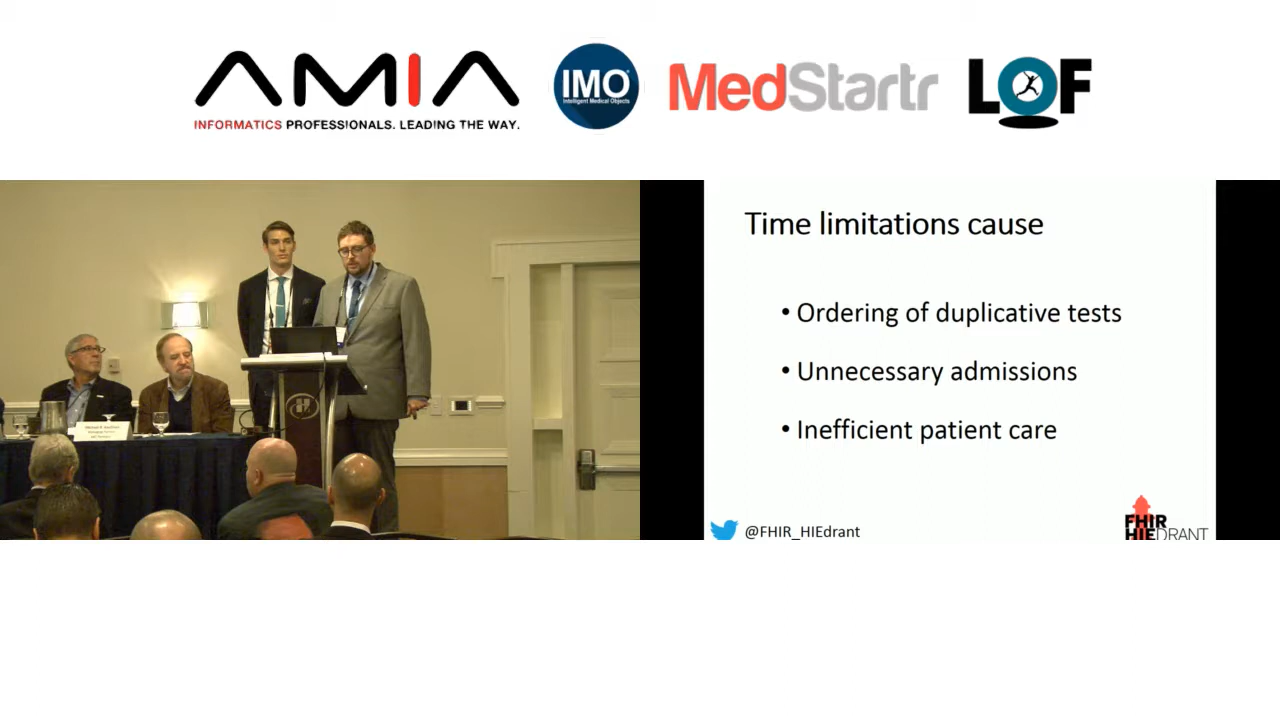 AMIA
INFORMATICS PROFESSIONALS. LEADING THE WAY.
IMO
Intelligent Medical Objects
MedStartr
LOF
Time limitations cause
• Ordering of duplicative tests
• Unnecessary admissions
• Inefficient patient care
@FHIR_HIEdrant
FHIR
HIEDRANT